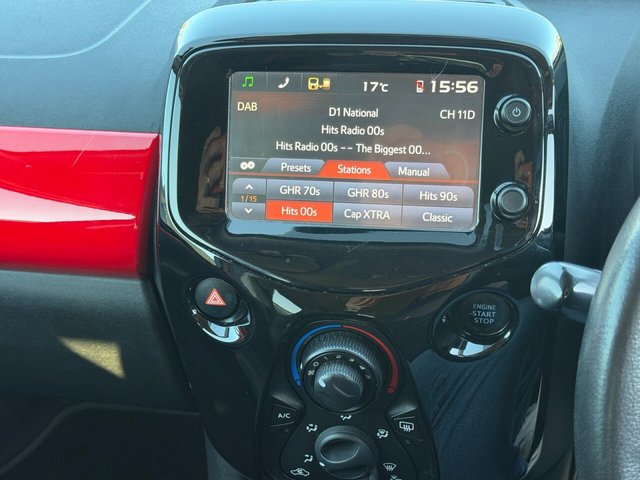 17°C 15:56
DAB D1 National CH 11D
Hits Radio 00s
Hits Radio 00s -- The Biggest 00...
Presets Stations Manual
GHR 70s GHR 80s Hits 90s
1/15
Hits 00s Cap XTRA Classic
ENGINE
START
STOP
A/C